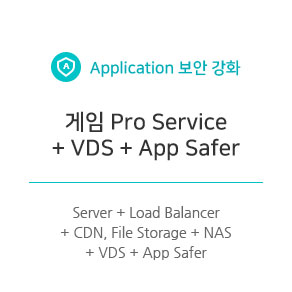 Application 보안 강화
게임 Pro Service
+ VDS + App Safer
Server + Load Balancer
+ CDN, File Storage + NAS
+ VDS + App Safer